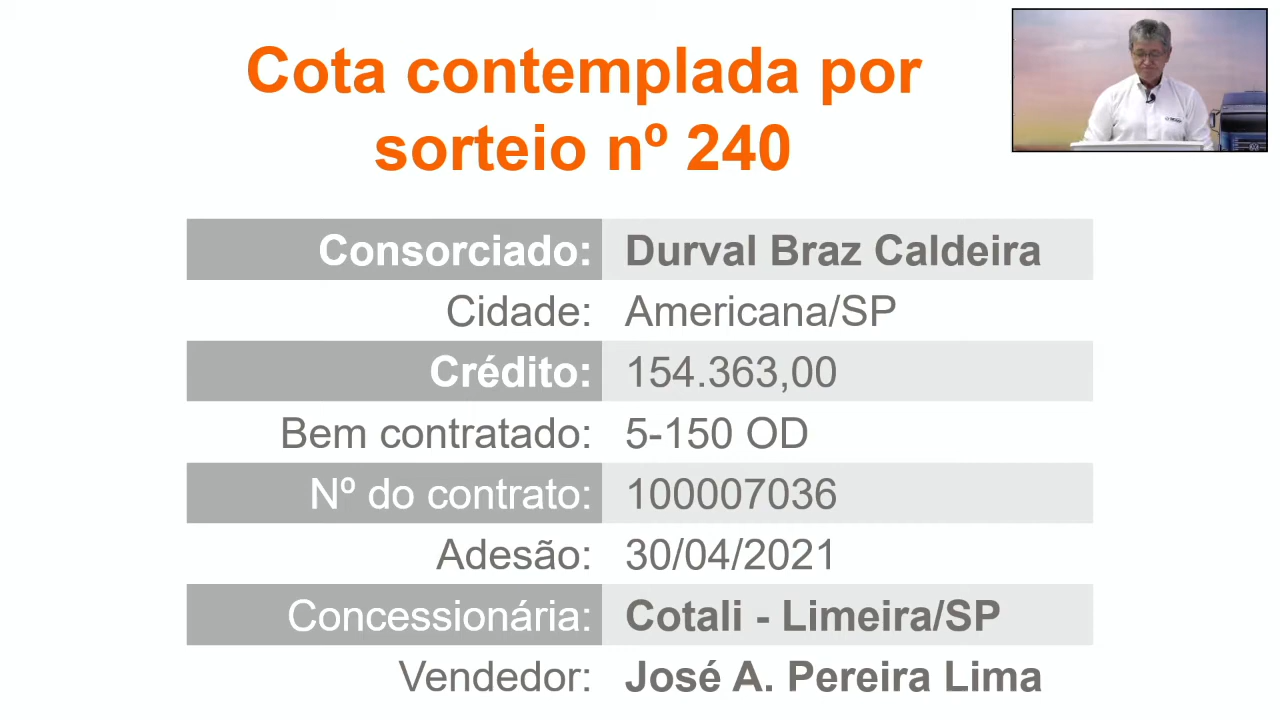 Cota contemplada por
sorteio nº 240
Consorciado: Durval Braz Caldeira
Cidade: Americana/SP
Crédito: 154.363,00
Bem contratado: 5-150 OD
Nº do contrato: 100007036
Adesão: 30/04/2021
Concessionária: Cotali - Limeira/SP
Vendedor: José A. Pereira Lima